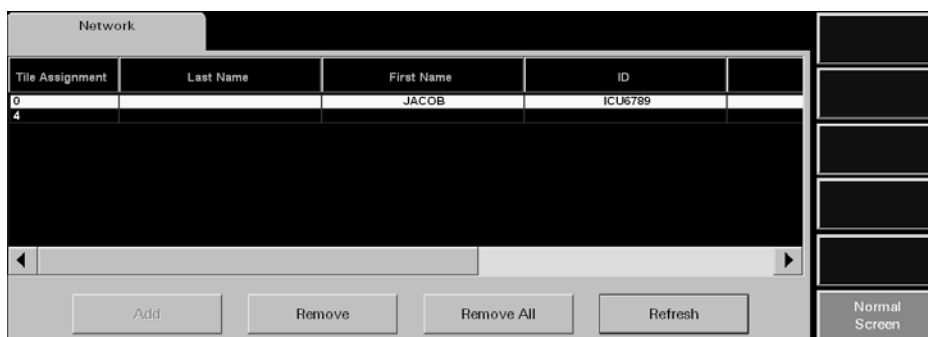 Network
Tile Assignment Last Name First Name ID
0 JACOB ICU6789
4
Add Remove Remove All Refresh
Normal
Screen